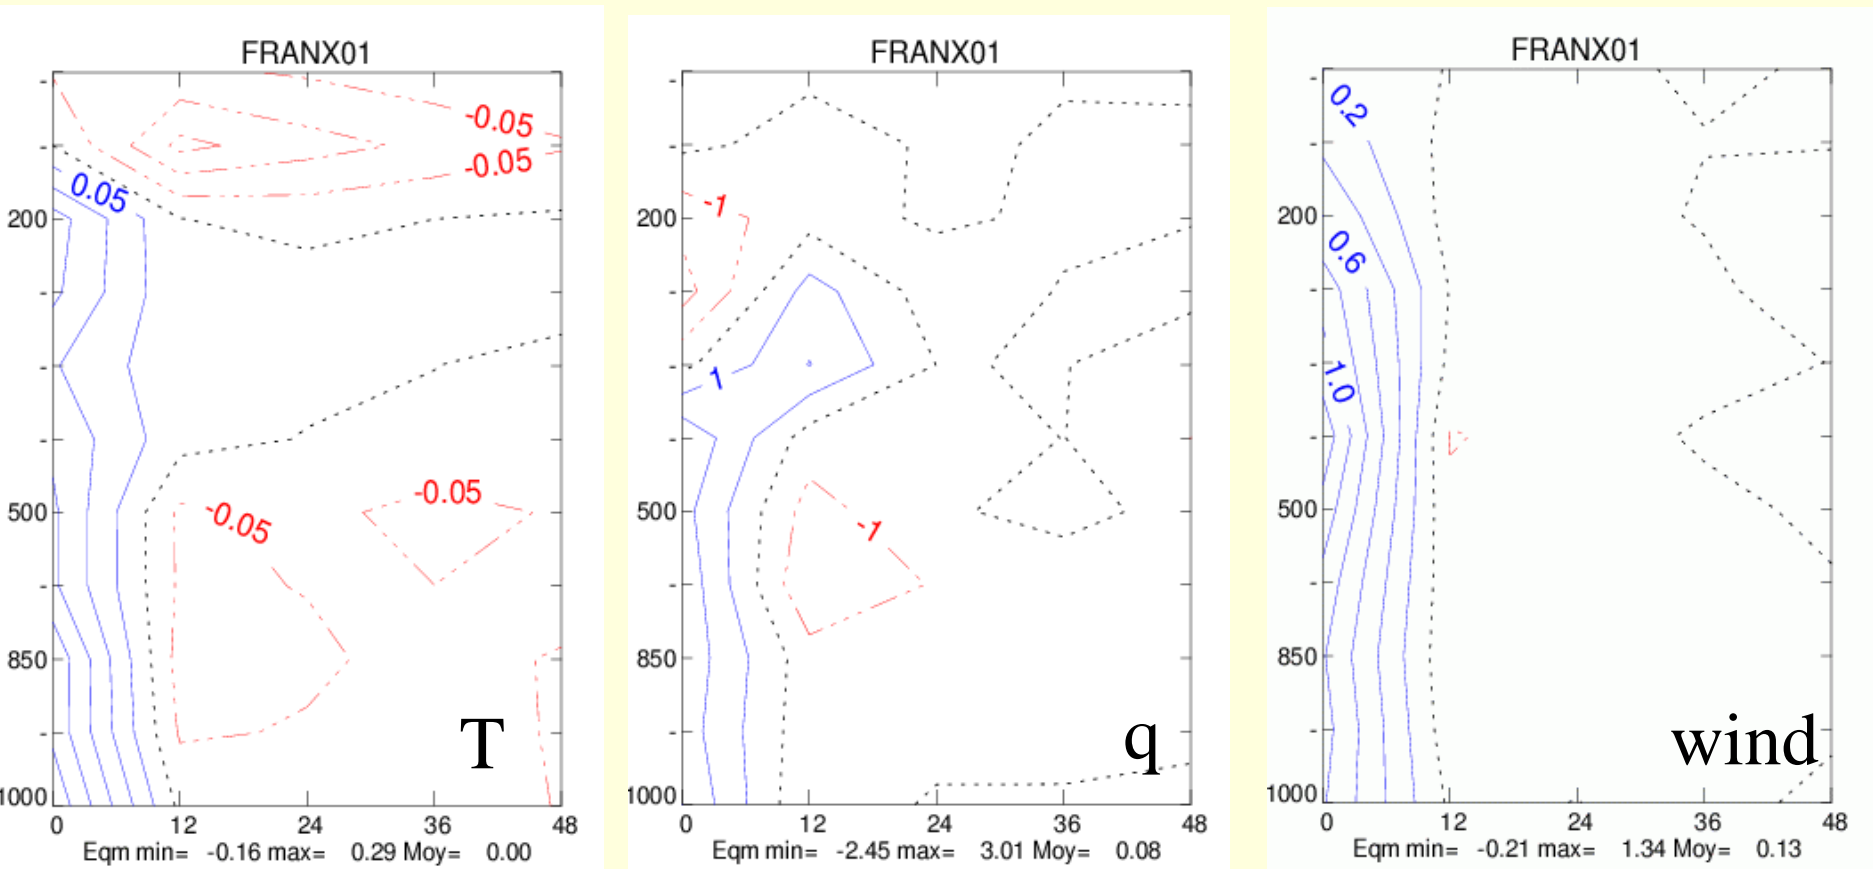 FRANX01
-0.05
-0.05
0.05
200
-0.05
-0.05
500
850
T
1000
0 12 24 36 48
Eqm min= -0.16 max= 0.29 Moy= 0.00
FRANX01
-1
200
1
500
-1
850
q
1000
0 12 24 36 48
Eqm min= -2.45 max= 3.01 Moy= 0.08
FRANX01
0.2
200
0.6
1.0
500
850
wind
1000
0 12 24 36 48
Eqm min= -0.21 max= 1.34 Moy= 0.13